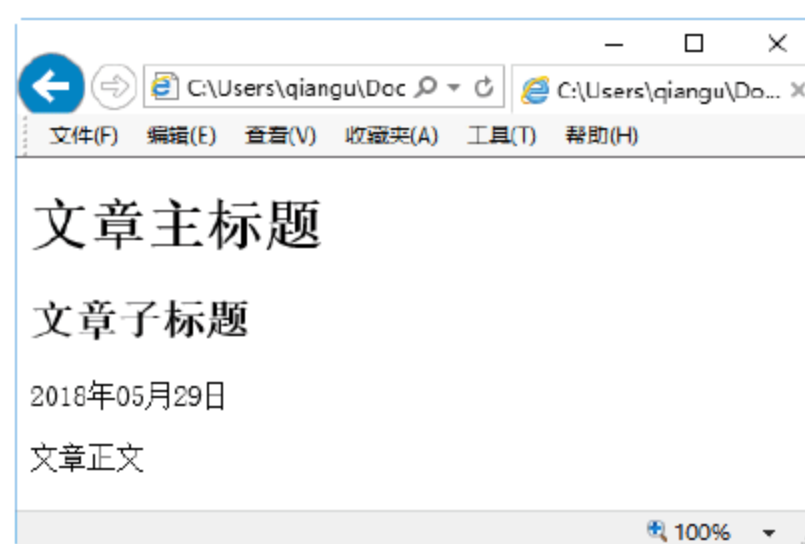 C:\Users\qiangu\Doc
C:\Users\qiangu\Do...
文件(F) 编辑(E) 查看(V) 收藏夹(A) 工具(T) 帮助(H)
文章主标题
文章子标题
2018年05月29日
文章正文
100%